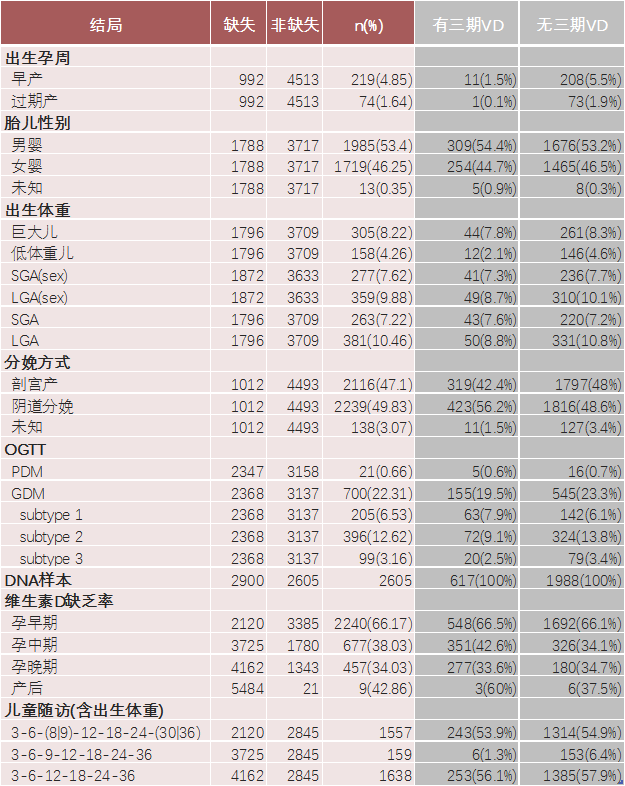 结局 缺失 非缺失 n(%) 有三期VD 无三期VD
出生孕周
早产 992 4513 219(4.85) 11(1.5%) 208(5.5%)
过期产 992 4513 74(1.64) 1(0.1%) 73(1.9%)
胎儿性别
男婴 1788 3717 1985(53.4) 309(54.4%) 1676(53.2%)
女婴 1788 3717 1719(46.25) 254(44.7%) 1465(46.5%)
未知 1788 3717 13(0.35) 5(0.9%) 8(0.3%)
出生体重
巨大儿 1796 3709 305(8.22) 44(7.8%) 261(8.3%)
低体重儿 1796 3709 158(4.26) 12(2.1%) 146(4.6%)
SGA(sex) 1872 3633 277(7.62) 41(7.3%) 236(7.7%)
LGA(sex) 1872 3633 359(9.88) 49(8.7%) 310(10.1%)
SGA 1796 3709 263(7.22) 43(7.6%) 220(7.2%)
LGA 1796 3709 381(10.46) 50(8.8%) 331(10.8%)
分娩方式
剖宫产 1012 4493 2116(47.1) 319(42.4%) 1797(48%)
阴道分娩 1012 4493 2239(49.83) 423(56.2%) 1816(48.6%)
未知 1012 4493 138(3.07) 11(1.5%) 127(3.4%)
OGTT
PDM 2347 3158 21(0.66) 5(0.6%) 16(0.7%)
GDM 2368 3137 700(22.31) 155(19.5%) 545(23.3%)
subtype 1 2368 3137 205(6.53) 63(7.9%) 142(6.1%)
subtype 2 2368 3137 396(12.62) 72(9.1%) 324(13.8%)
subtype 3 2368 3137 99(3.16) 20(2.5%) 79(3.4%)
DNA样本 2900 2605 2605 617(100%) 1988(100%)
维生素D缺乏率
孕早期 2120 3385 2240(66.17) 548(66.5%) 1692(66.1%)
孕中期 3725 1780 677(38.03) 351(42.6%) 326(34.1%)
孕晚期 4162 1343 457(34.03) 277(33.6%) 180(34.7%)
产后 5484 21 9(42.86) 3(60%) 6(37.5%)
儿童随访(含出生体重)
3-6-(8|9)-12-18-24-(30|36) 2120 2845 1557 243(53.9%) 1314(54.9%)
3-6-9-12-18-24-36 3725 2845 159 6(1.3%) 153(6.4%)
3-6-12-18-24-36 4162 2845 1638 253(56.1%) 1385(57.9%)